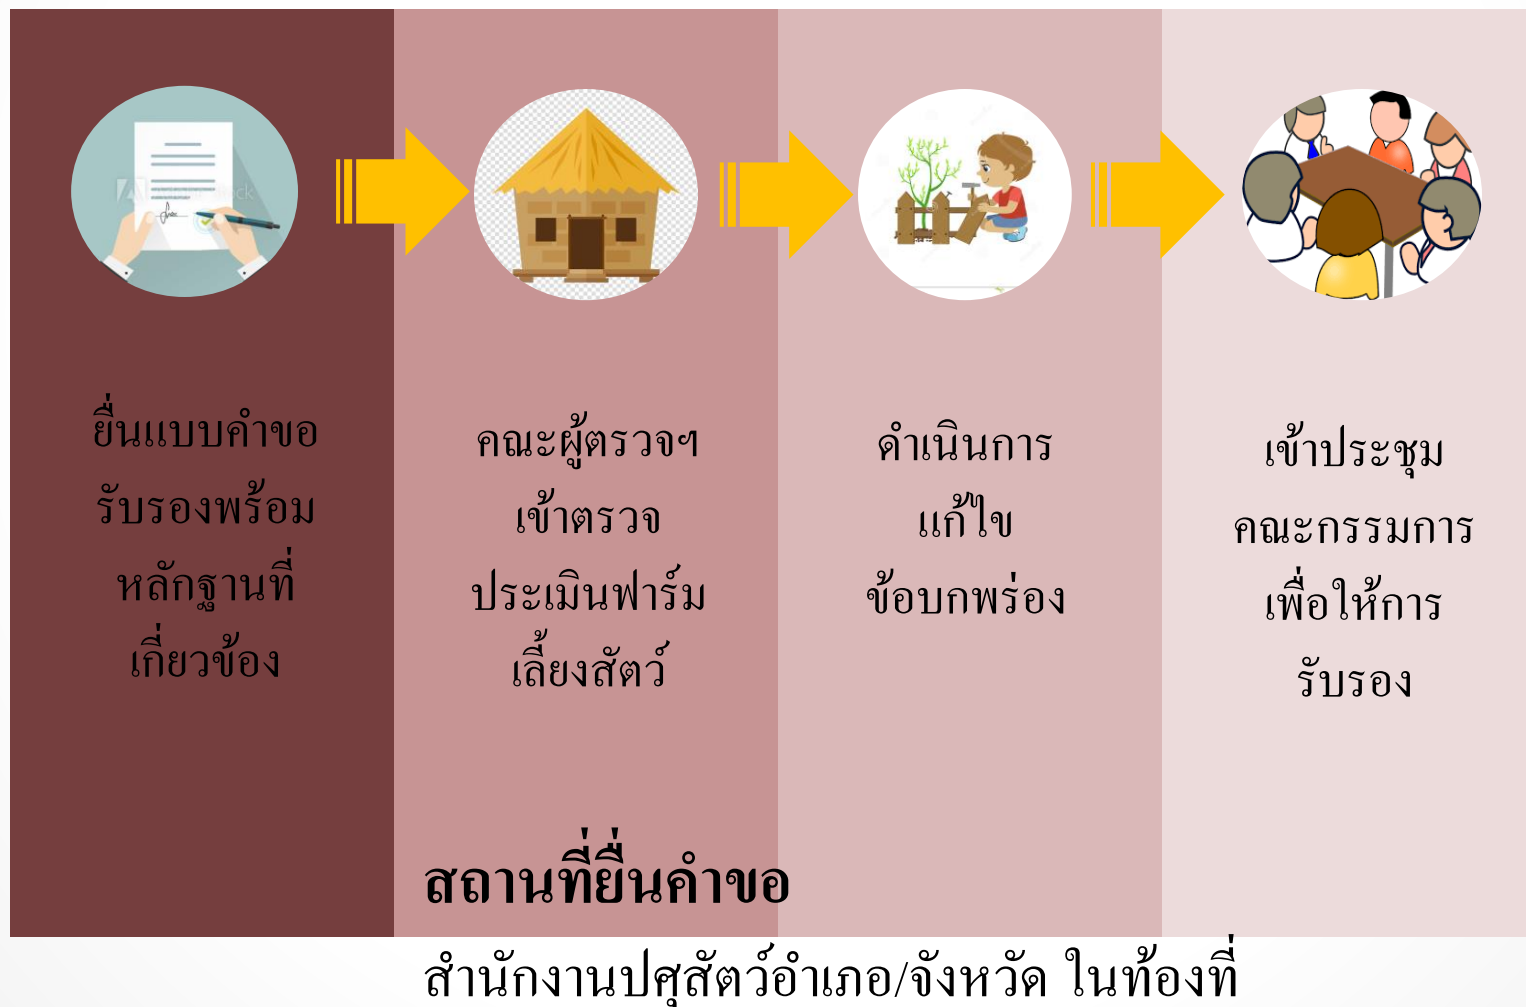 ยื่นแบบคำขอ
รับรองพร้อม
หลักฐานที่
เกี่ยวข้อง
คณะผู้ตรวจฯ
เข้าตรวจ
ประเมินฟาร์ม
เลี้ยงสัตว์
ดำเนินการ
แก้ไข
ข้อบกพร่อง
เข้าประชุม
คณะกรรมการ
เพื่อให้การ
รับรอง
สถานที่ยื่นคำขอ
สำนักงานปศุสัตว์อำเภอ/จังหวัด ในท้องที่